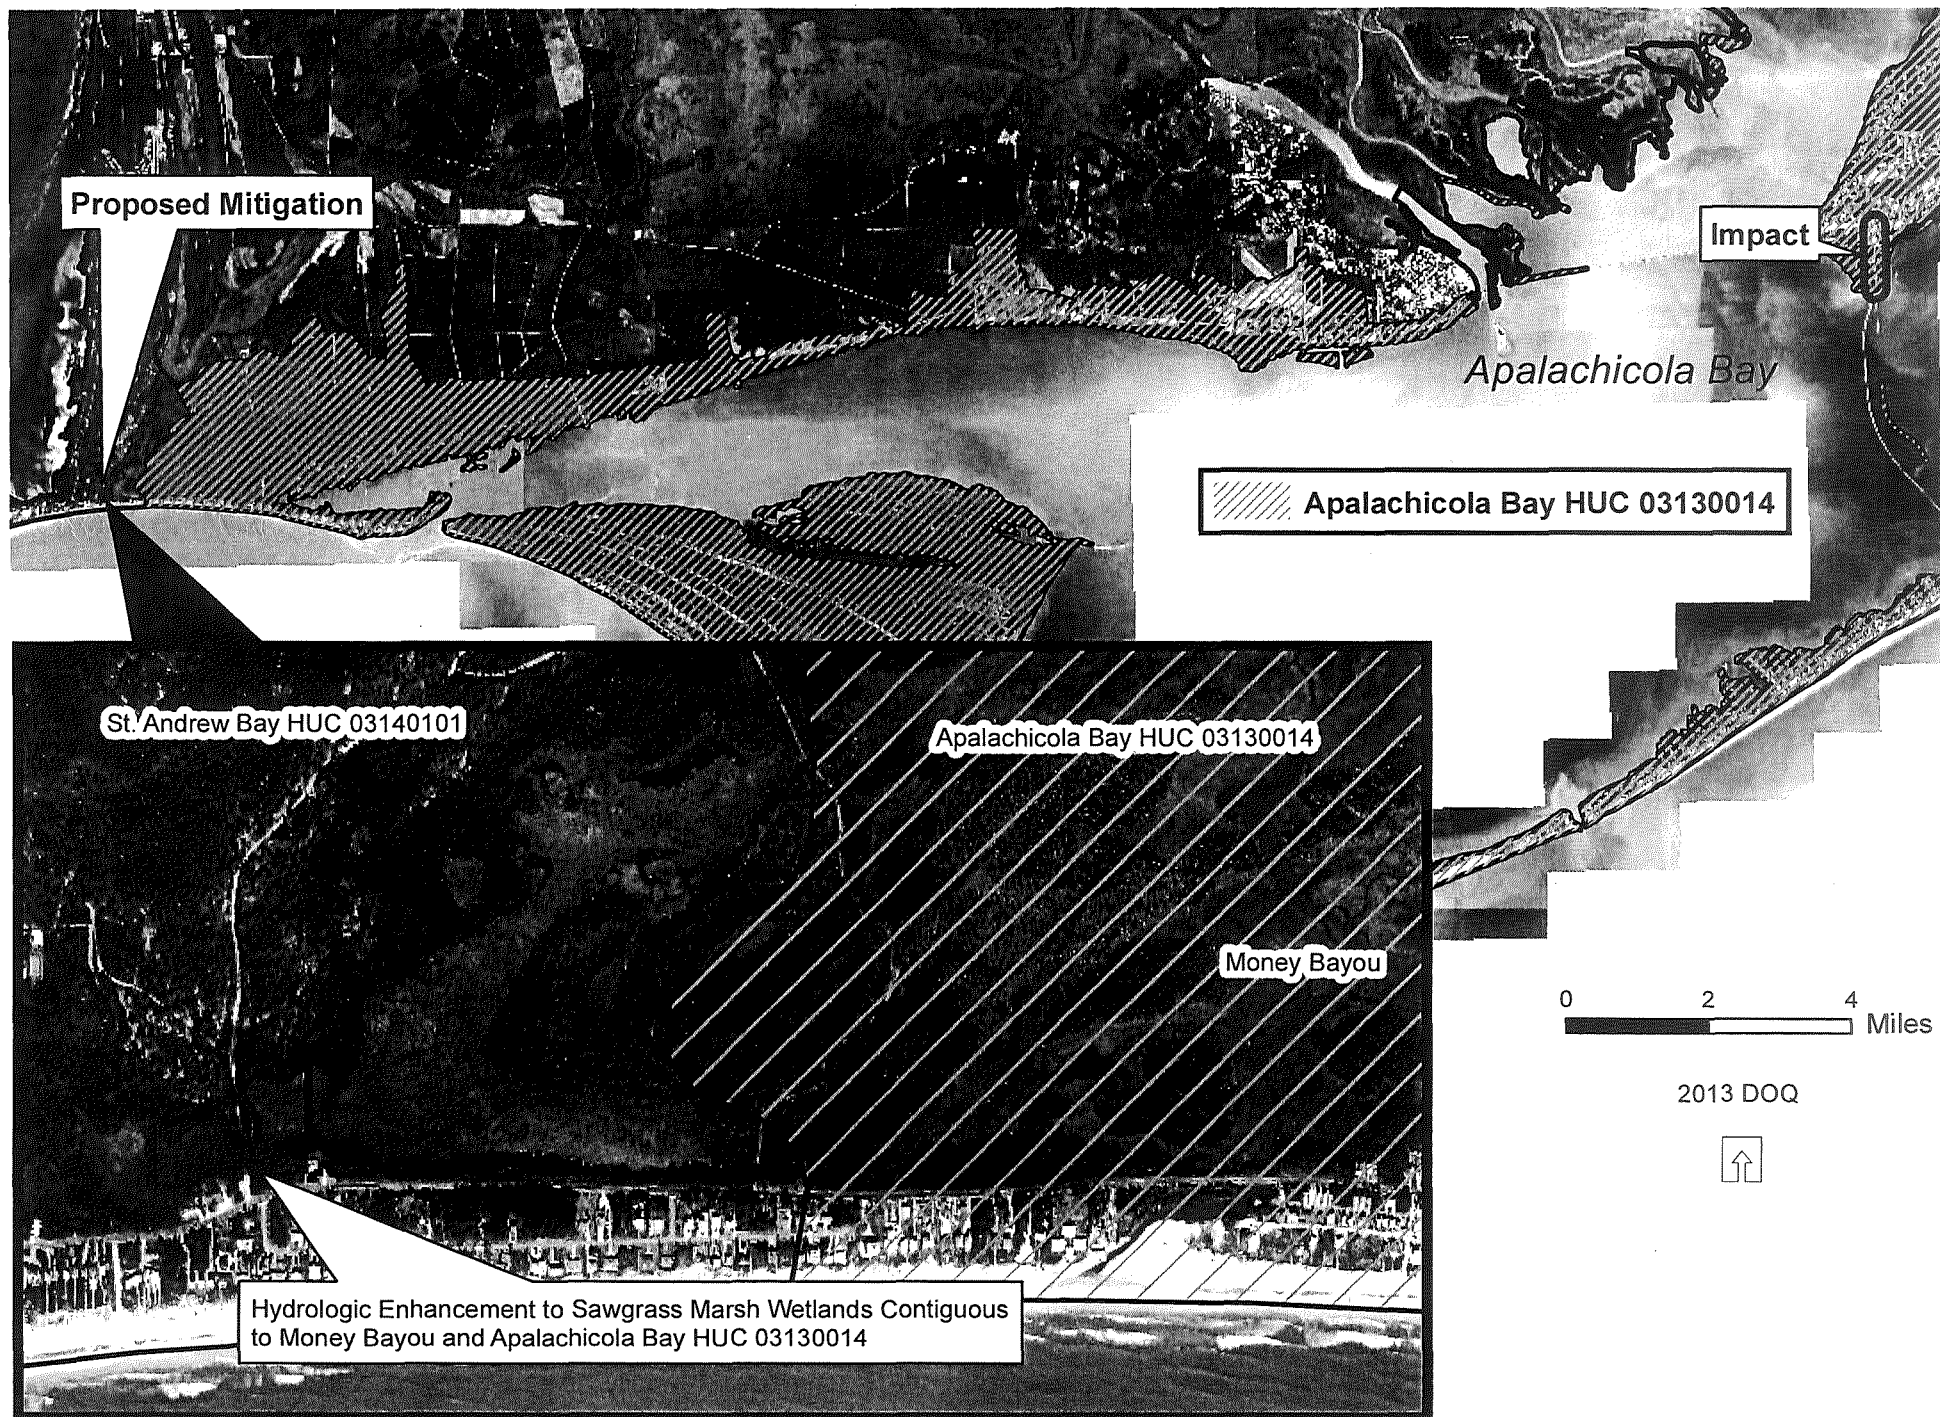 Proposed Mitigation
Impact
Apalachicola Bay
Apalachicola Bay HUC 03130014
St. Andrew Bay HUC 03140101
Apalachicola Bay HUC 03130014
Money Bayou
Hydrologic Enhancement to Sawgrass Marsh Wetlands Contiguous
to Money Bayou and Apalachicola Bay HUC 03130014
0 2 4
Miles
2013 DOQ